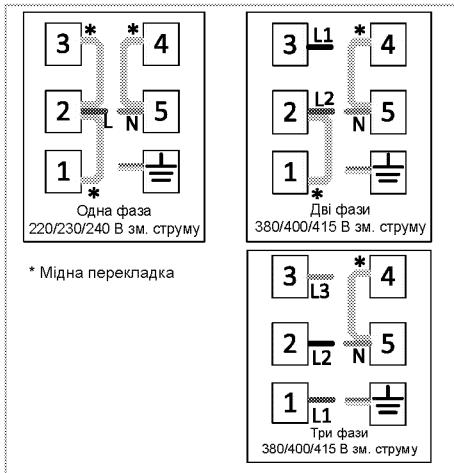 3 * * 4
2 L N 5
1 *
Одна фаза
220/230/240 В зм. струму
3 L1 * 4
2 L2 N 5
1 *
Дві фази
380/400/415 В зм. струму
* Мідна перекладка
3 L3 * 4
2 L2 N 5
1 L1
Три фази
380/400/415 В зм. струму